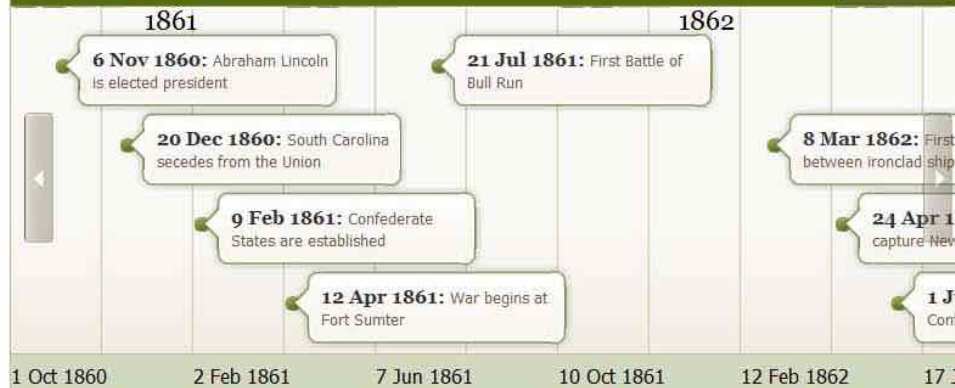 1861
1862
6 Nov 1860: Abraham Lincoln
is elected president
21 Jul 1861: First Battle of
Bull Run
20 Dec 1860: South Carolina
secedes from the Union
8 Mar 1862: First
between ironclad ship
9 Feb 1861: Confederate
States are established
24 Apr 1
capture New
12 Apr 1861: War begins at
Fort Sumter
1 J
Conf
1 Oct 1860
2 Feb 1861
7 Jun 1861
10 Oct 1861
12 Feb 1862
17